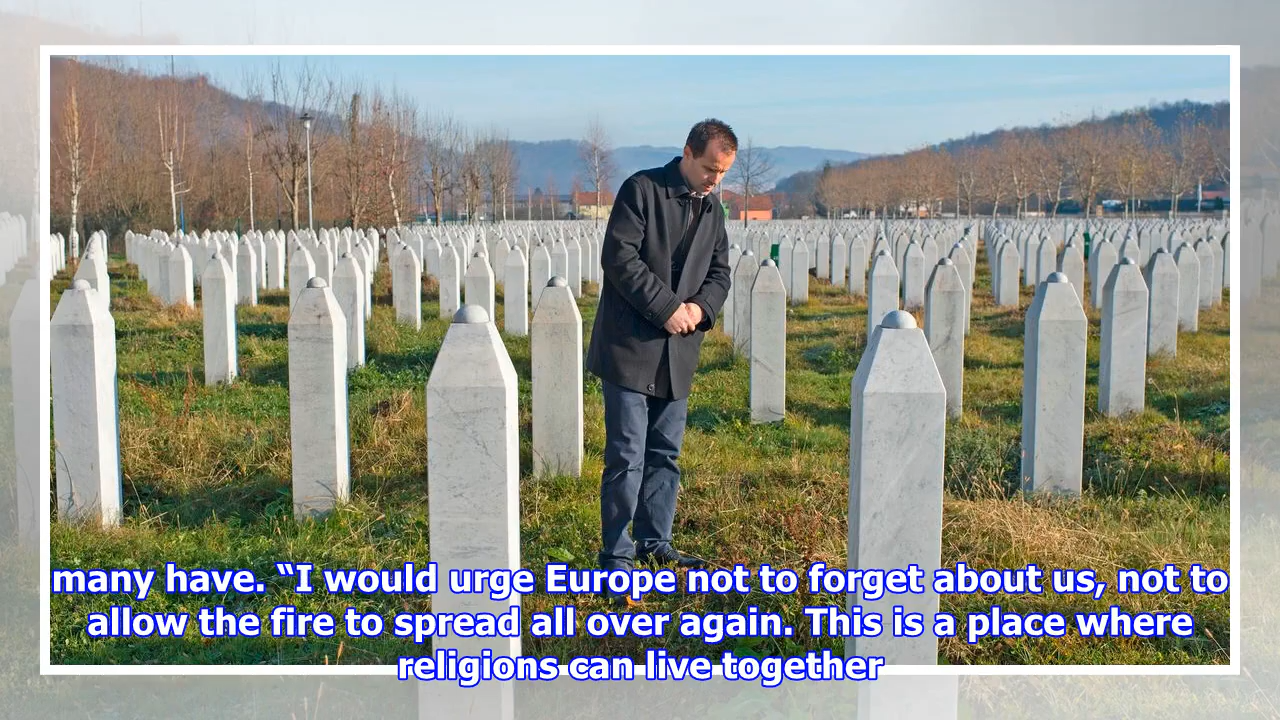 many have. “I would urge Europe not to forget about us, not to
allow the fire to spread all over again. This is a place where
religions can live together